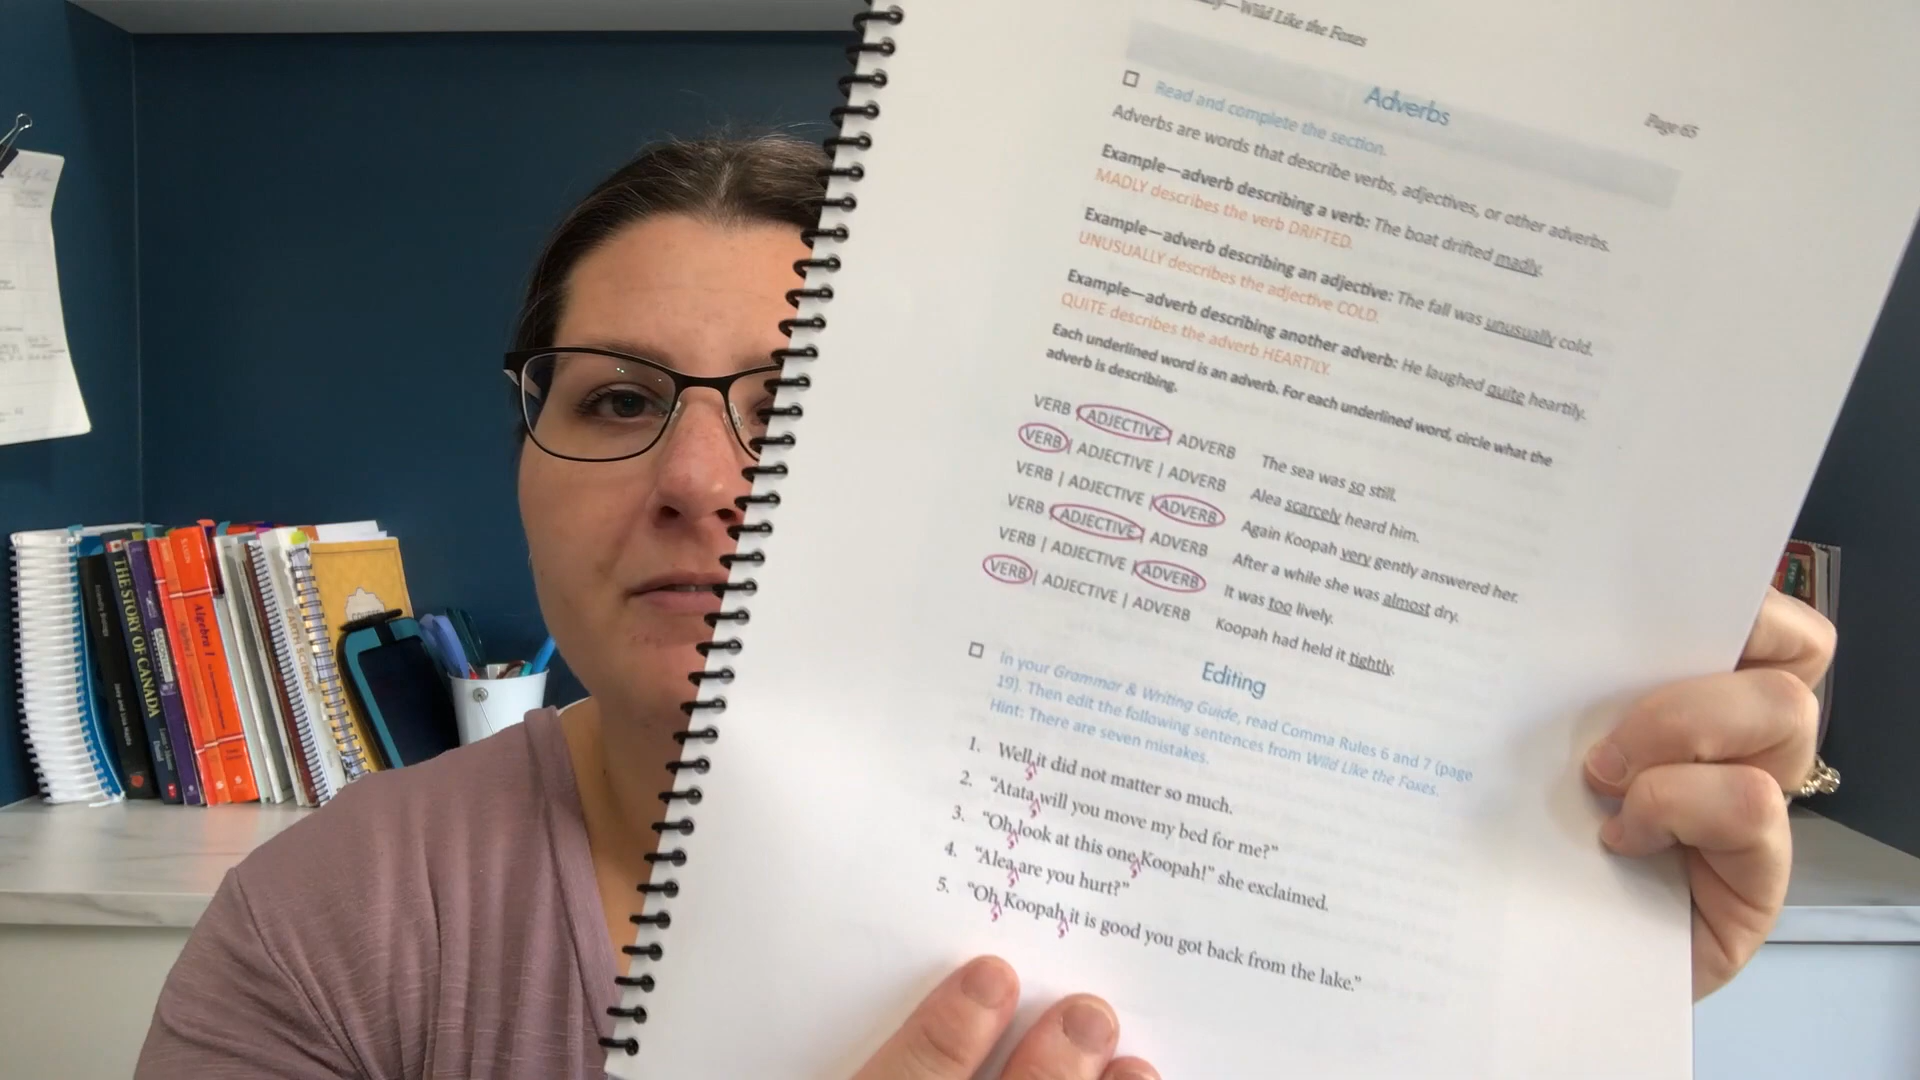 —Wild Like the Foxes
Page 65
Adverbs
Read and complete the section.
Adverbs are words that describe verbs, adjectives, or other adverbs.
Example—adverb describing a verb: The boat drifted madly.
MADLY describes the verb DRIFTED.
Example—adverb describing an adjective: The fall was unusually cold.
UNUSUALLY describes the adjective COLD.
Example—adverb describing another adverb: He laughed quite heartily.
QUITE describes the adverb HEARTILY.
Each underlined word is an adverb. For each underlined word, circle what the
adverb is describing.
VERB | ADJECTIVE | ADVERB The sea was so still.
VERB | ADJECTIVE | ADVERB Alea scarcely heard him.
VERB | ADJECTIVE | ADVERB Again Koopah very gently answered her.
VERB | ADJECTIVE | ADVERB After a while she was almost dry.
VERB | ADJECTIVE | ADVERB It was too lively.
VERB | ADJECTIVE | ADVERB Koopah had held it tightly.
Editing
In your Grammar & Writing Guide, read Comma Rules 6 and 7 (page
19). Then edit the following sentences from Wild Like the Foxes.
Hint: There are seven mistakes.
1. Well, it did not matter so much.
2. “Atata, will you move my bed for me?”
3. “Oh, look at this one, Koopah!” she exclaimed.
4. “Alea, are you hurt?”
5. “Oh, Koopah, it is good you got back from the lake.”
THE STORY OF CANADA
Algebra 1
EARTH SCIENCE